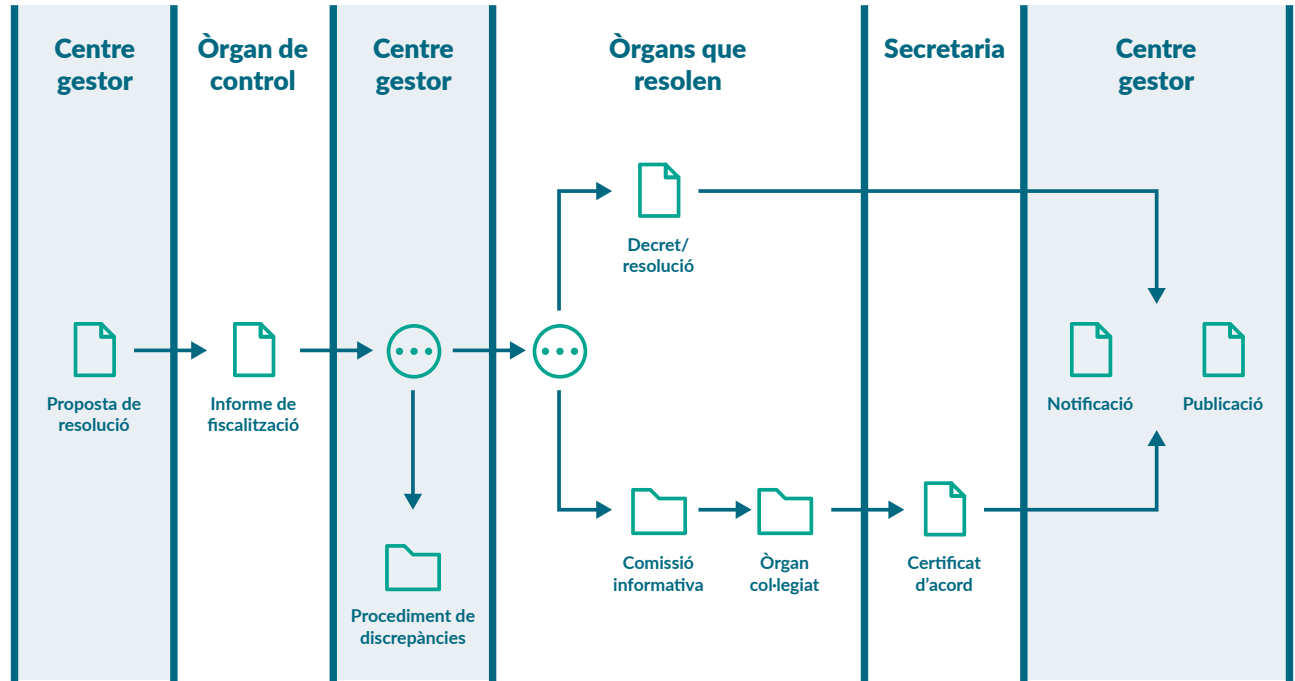 Centre
gestor
Òrgan de
control
Centre
gestor
Òrgans que
resolen
Secretaria
Centre
gestor
Decret/
resolució
Proposta de
resolució
Informe de
fiscalització
Notificació
Publicació
Comissió
informativa
Òrgan
col·legiat
Certificat
d’acord
Procediment de
discrepàncies